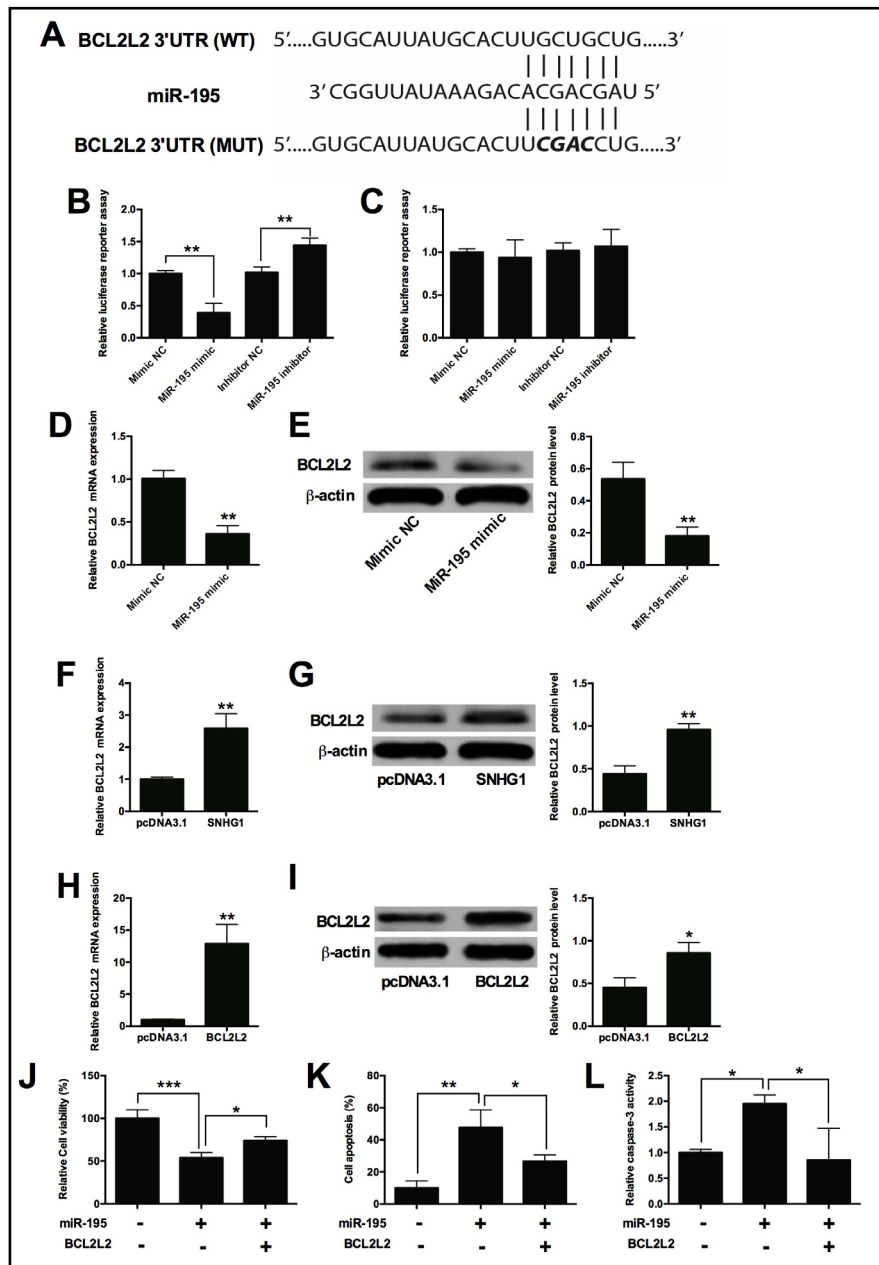 A
BCL2L2 3'UTR (WT) 5'.....GUGCAUUAUGCACUUGCUGCUG.....3'
miR-195 3'CGGUUAUAAAGACACGACGAU 5'
BCL2L2 3'UTR (MUT) 5'.....GUGCAUUAUGCACUUCGACCUG.....3'
B
Relative luciferase reporter assay
2.0
1.5
1.0
0.5
0.0
** **
Mimic NC
MiR-195 mimic
Inhibitor NC
MiR-195 inhibitor
C
Relative luciferase reporter assay
1.5
1.0
0.5
0.0
Mimic NC
MiR-195 mimic
Inhibitor NC
MiR-195 inhibitor
D
Relative BCL2L2 mRNA expression
1.5
1.0
0.5
0.0
**
Mimic NC
MiR-195 mimic
E
BCL2L2
β-actin
Mimic NC
MiR-195 mimic
Relative BCL2L2 protein level
0.8
0.6
0.4
0.2
0.0
**
Mimic NC
MiR-195 mimic
F
Relative BCL2L2 mRNA expression
4
3
2
1
0
**
pcDNA3.1 SNHG1
G
BCL2L2
β-actin
pcDNA3.1 SNHG1
Relative BCL2L2 protein level
1.5
1.0
0.5
0.0
**
pcDNA3.1 SNHG1
H
Relative BCL2L2 mRNA expression
20
15
10
5
0
**
pcDNA3.1 BCL2L2
I
BCL2L2
β-actin
pcDNA3.1 BCL2L2
Relative BCL2L2 protein level
1.5
1.0
0.5
0.0
*
pcDNA3.1 BCL2L2
J
Relative Cell viability (%)
150
100
50
0
*** *
miR-195 - + +
BCL2L2 - - +
K
Cell apoptosis (%)
80
60
40
20
0
** *
miR-195 - + +
BCL2L2 - - +
L
Relative caspase-3 activity
2.5
2.0
1.5
1.0
0.5
0.0
* *
miR-195 - + +
BCL2L2 - - +